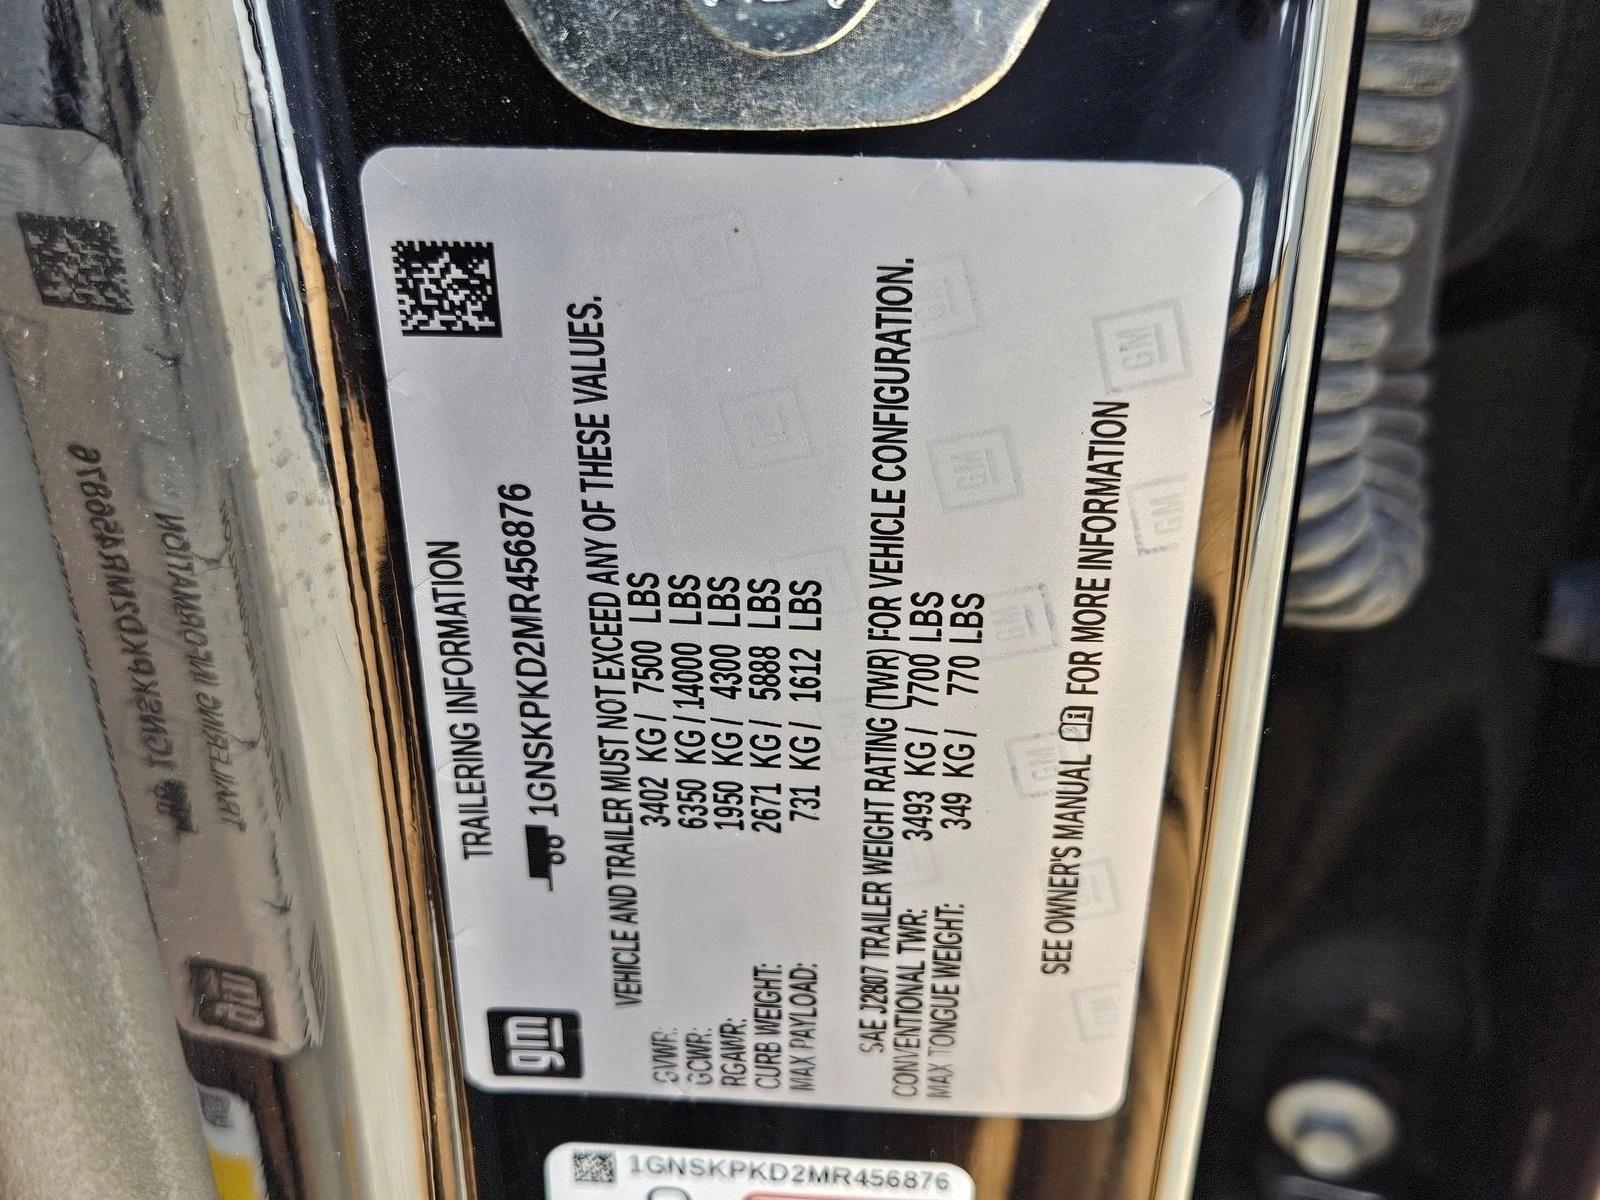 TRAILERING INFORMATION
gm
1GNSKPKD2MR456876
VEHICLE AND TRAILER MUST NOT EXCEED ANY OF THESE VALUES.
GVWR: 3402 KG / 7500 LBS
GCWR: 6350 KG / 14000 LBS
RGAWR: 1950 KG / 4300 LBS
CURB WEIGHT: 2671 KG / 5888 LBS
MAX PAYLOAD: 731 KG / 1612 LBS
SAE J2807 TRAILER WEIGHT RATING (TWR) FOR VEHICLE CONFIGURATION.
CONVENTIONAL TWR: 3493 KG / 7700 LBS
MAX TONGUE WEIGHT: 349 KG / 770 LBS
SEE OWNER'S MANUAL FOR MORE INFORMATION
1GNSKPKD2MR456876